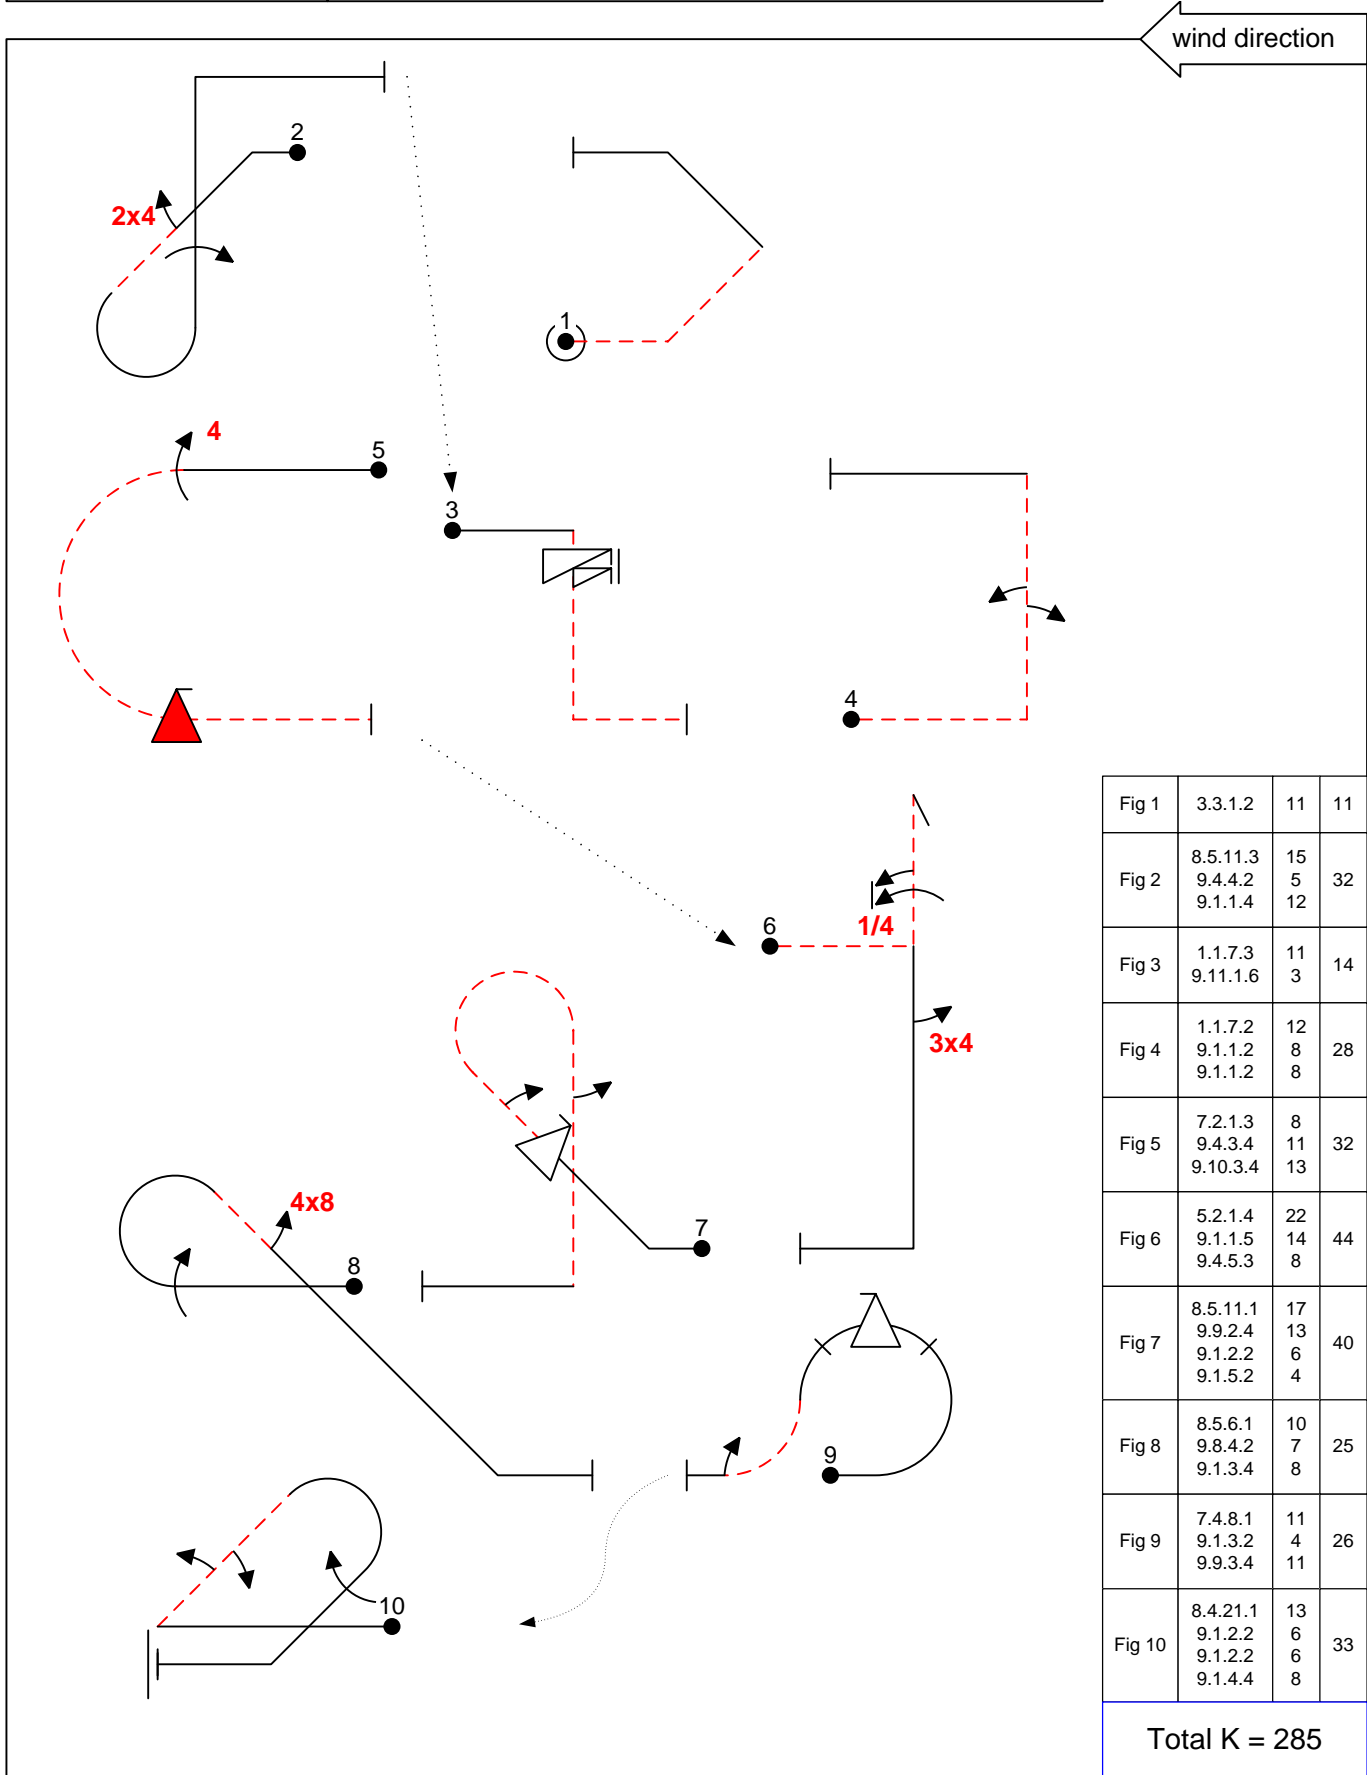 wind direction
2
2x4
1
4
5
3
4
6
1/4
3x4
7
4x8
8
9
10
Fig 1 3.3.1.2 11 11
Fig 2 8.5.11.3 15 32
9.4.4.2 5
9.1.1.4 12
Fig 3 1.1.7.3 11 14
9.11.1.6 3
Fig 4 1.1.7.2 12 28
9.1.1.2 8
9.1.1.2 8
Fig 5 7.2.1.3 8 32
9.4.3.4 11
9.10.3.4 13
Fig 6 5.2.1.4 22 44
9.1.1.5 14
9.4.5.3 8
Fig 7 8.5.11.1 17 40
9.9.2.4 13
9.1.2.2 6
9.1.5.2 4
Fig 8 8.5.6.1 10 25
9.8.4.2 7
9.1.3.4 8
Fig 9 7.4.8.1 11 26
9.1.3.2 4
9.9.3.4 11
Fig 10 8.4.21.1 13 33
9.1.2.2 6
9.1.2.2 6
9.1.4.4 8
Total K = 285